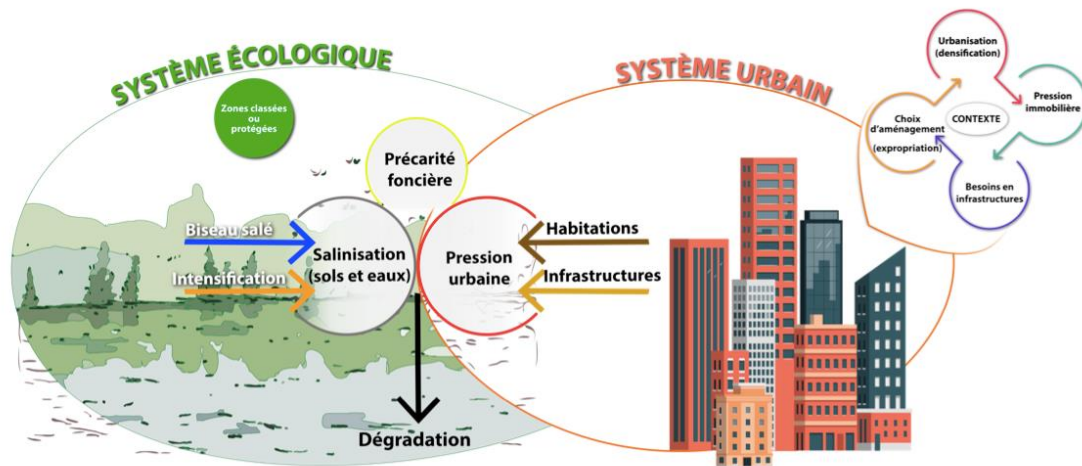 SYSTÈME ÉCOLOGIQUE
Zones classées
ou
protégées
Précarité
foncière
Biseau salé
Intensification
Salinisation
(sols et eaux)
Pression
urbaine
Habitations
Infrastructures
Dégradation
SYSTÈME URBAIN
Urbanisation
(densification)
Pression
immobilière
Choix
d'aménagement
(expropriation)
CONTEXTE
Besoins en
infrastructures